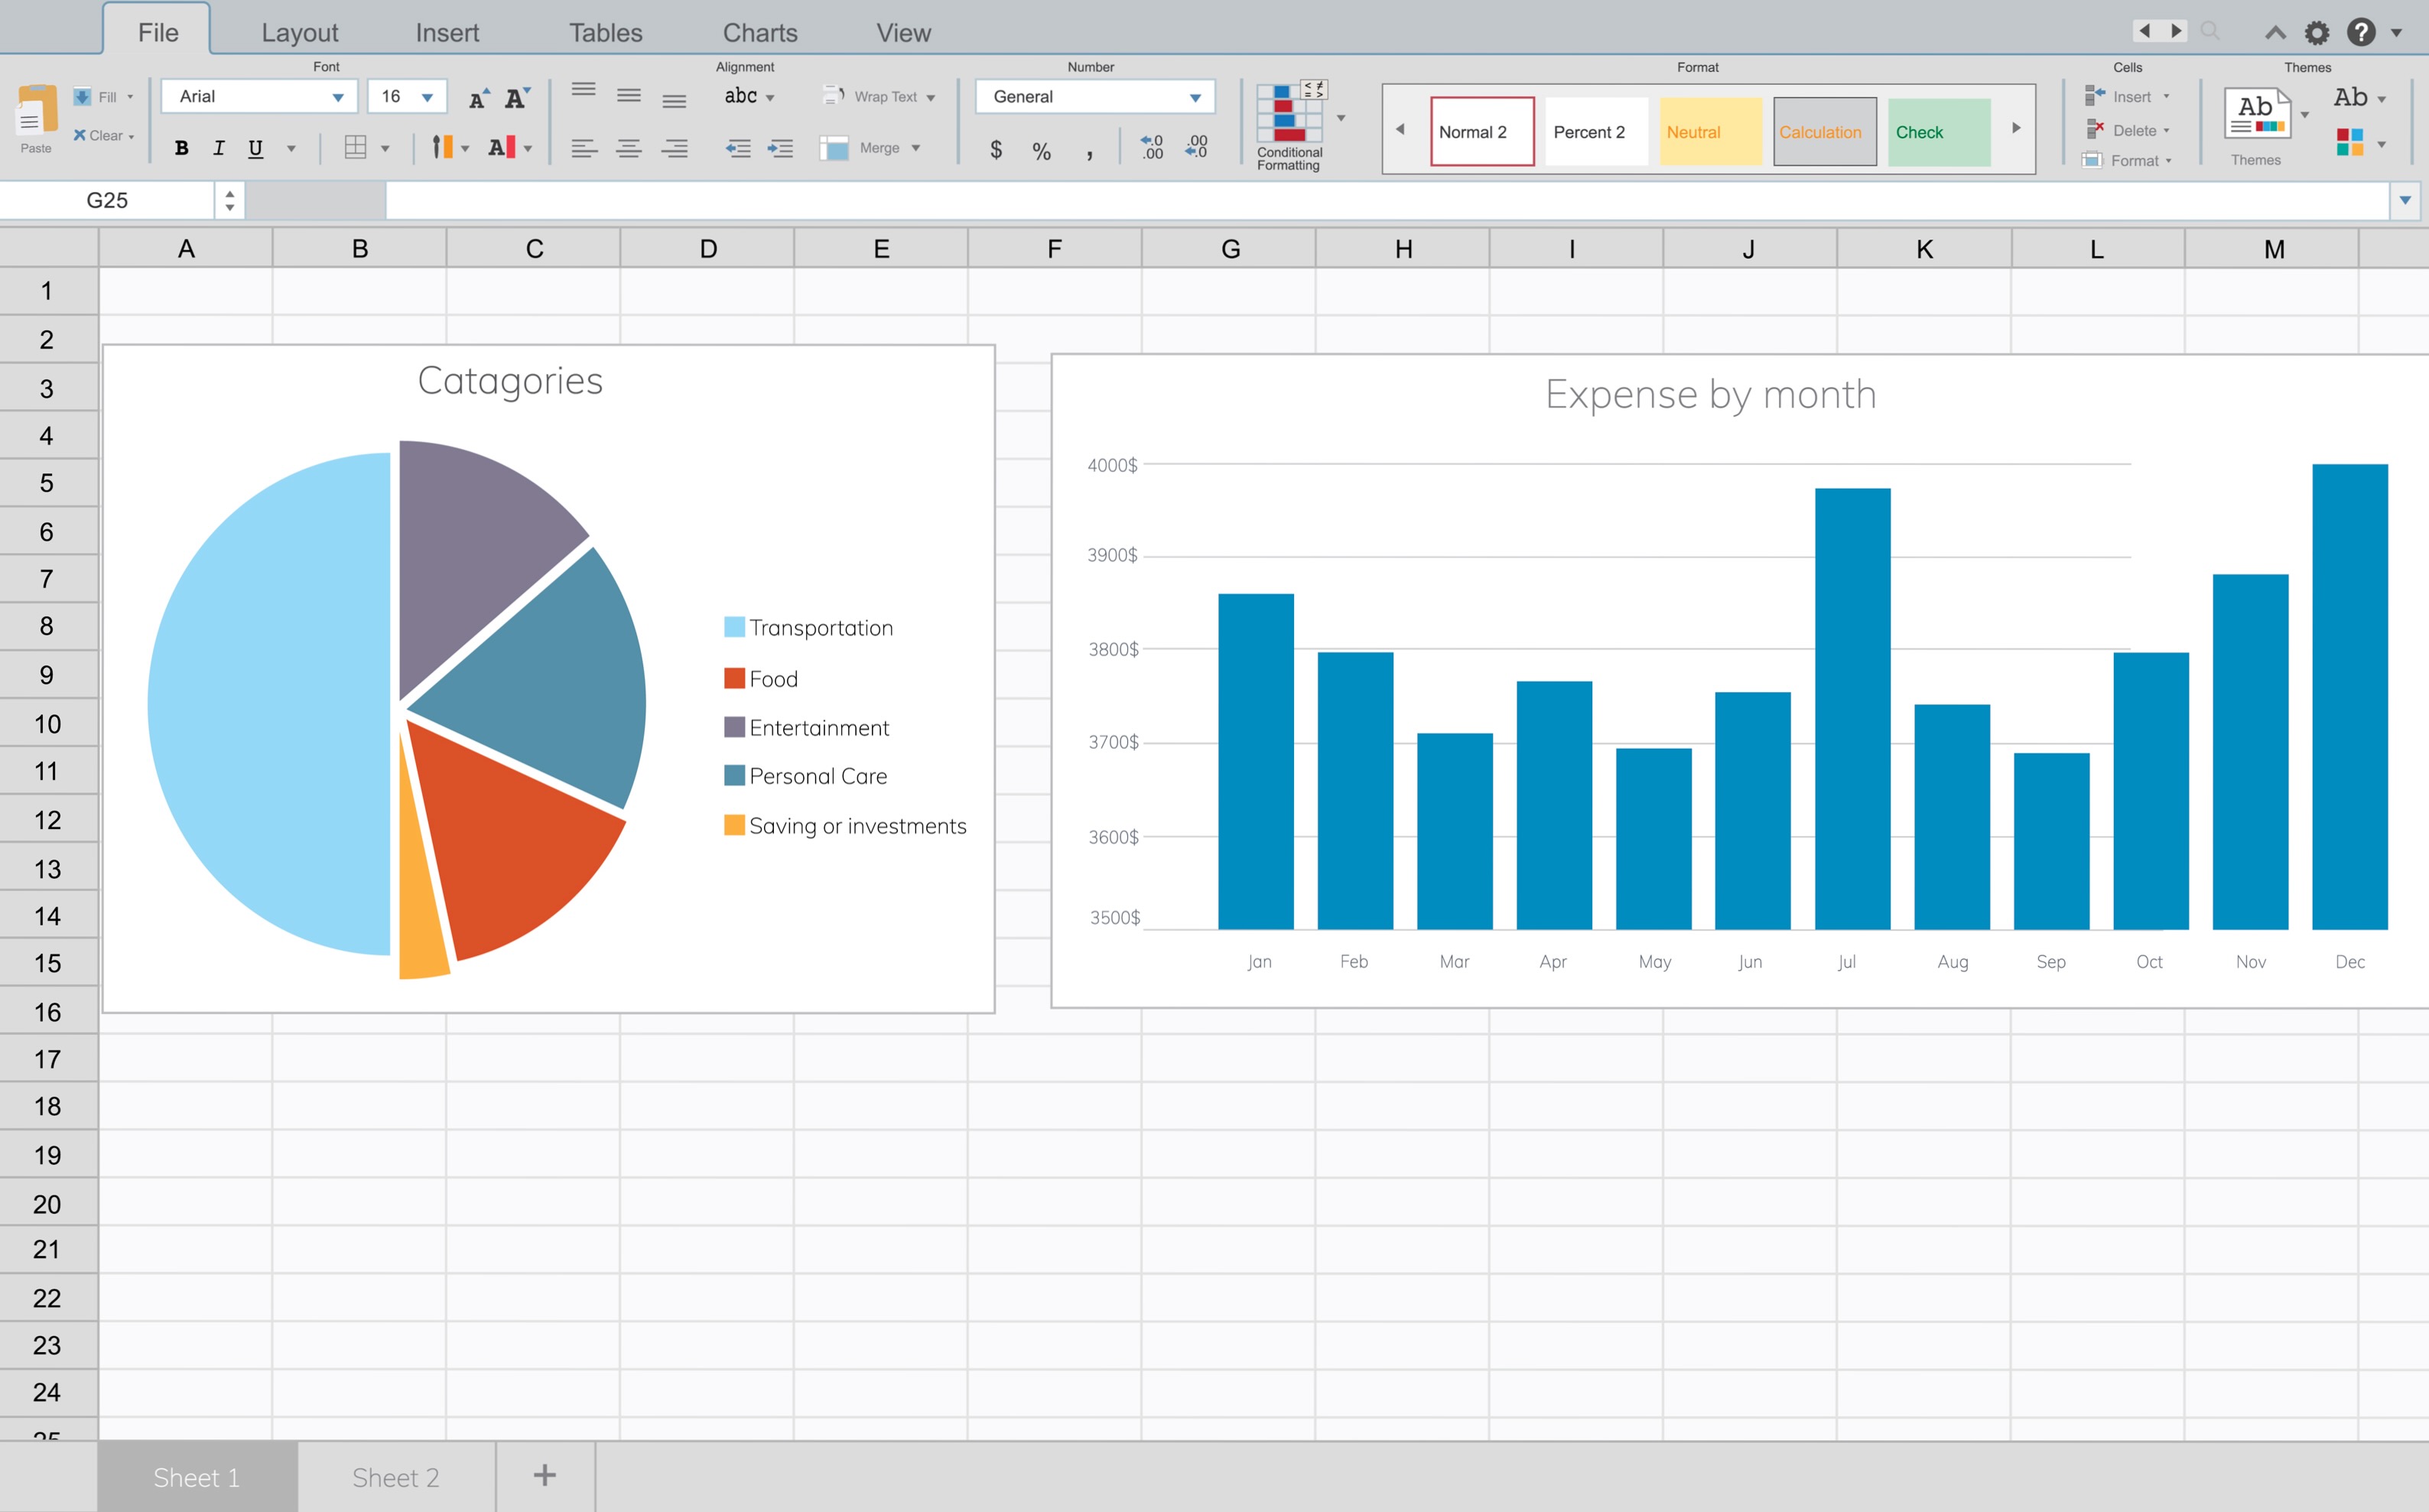 File Layout Insert Tables Charts View
Font Alignment Number Format Cells Themes
Fill Arial 16 A A abc Wrap Text General Normal 2 Percent 2 Neutral Calculation Check Insert Ab Ab
Clear Delete
Paste B I U A Merge $ % , .0 .00 .00 .0 Conditional Formatting Format Themes
G25
A B C D E F G H I J K L M
1
2
3
4
5
6
7
8
9
10
11
12
13
14
15
16
17
18
19
20
21
22
23
24
25
Catagories
Transportation
Food
Entertainment
Personal Care
Saving or investments
Expense by month
4000$
3900$
3800$
3700$
3600$
3500$
Jan Feb Mar Apr May Jun Jul Aug Sep Oct Nov Dec
Sheet 1 Sheet 2 +